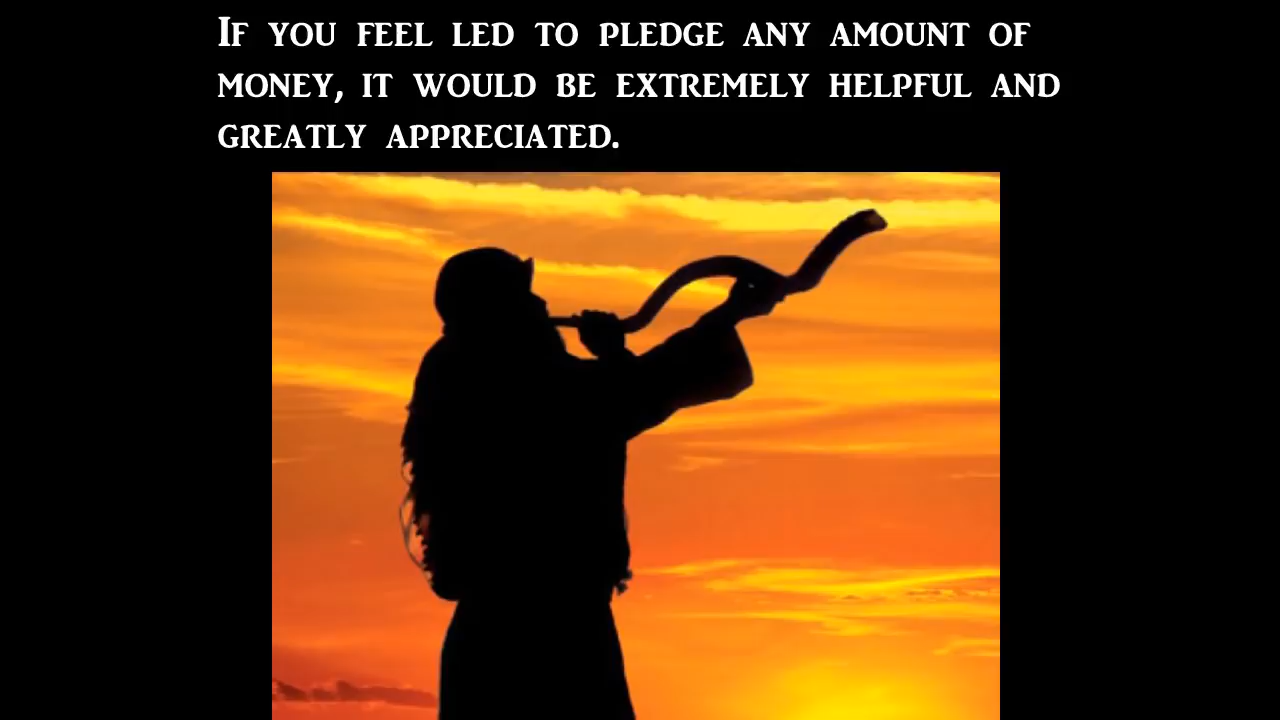 If you feel led to pledge any amount of
money, it would be extremely helpful and
greatly appreciated.